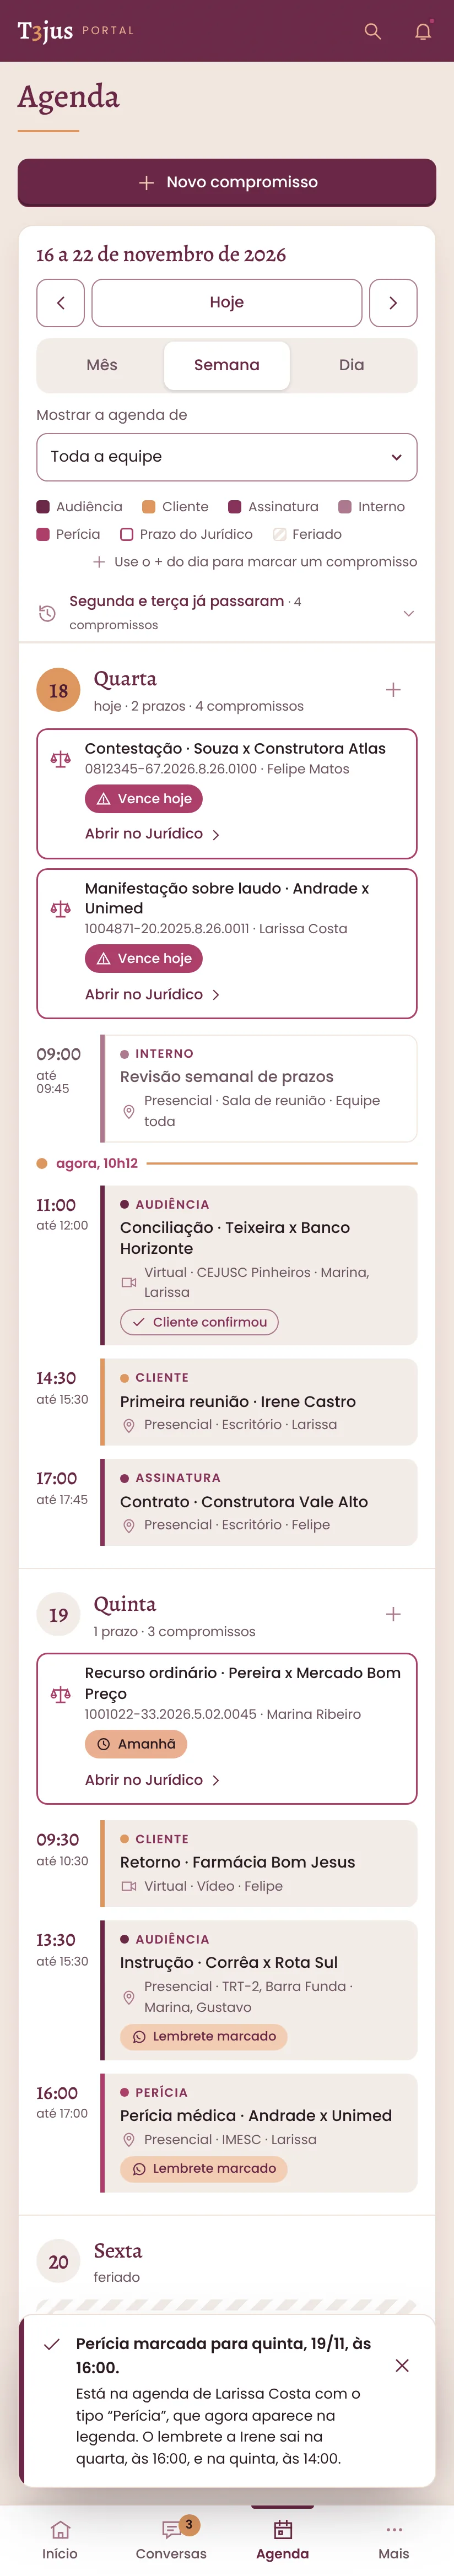 T3jus PORTAL
Agenda
Novo compromisso
16 a 22 de novembro de 2026
Hoje
Mês Semana Dia
Mostrar a agenda de
Toda a equipe
Audiência Cliente Assinatura Interno
Perícia Prazo do Jurídico Feriado
Use o + do dia para marcar um compromisso
Segunda e terça já passaram · 4
compromissos
18 Quarta
hoje · 2 prazos · 4 compromissos
Contestação · Souza x Construtora Atlas
0812345-67.2026.8.26.0100 · Felipe Matos
Vence hoje
Abrir no Jurídico
Manifestação sobre laudo · Andrade x
Unimed
1004871-20.2025.8.26.0011 · Larissa Costa
Vence hoje
Abrir no Jurídico
09:00
até
09:45
INTERNO
Revisão semanal de prazos
Presencial · Sala de reunião · Equipe
toda
agora, 10h12
11:00
até 12:00
AUDIÊNCIA
Conciliação · Teixeira x Banco
Horizonte
Virtual · CEJUSC Pinheiros · Marina,
Larissa
Cliente confirmou
14:30
até 15:30
CLIENTE
Primeira reunião · Irene Castro
Presencial · Escritório · Larissa
17:00
até 17:45
ASSINATURA
Contrato · Construtora Vale Alto
Presencial · Escritório · Felipe
19 Quinta
1 prazo · 3 compromissos
Recurso ordinário · Pereira x Mercado Bom
Preço
1001022-33.2026.5.02.0045 · Marina Ribeiro
Amanhã
Abrir no Jurídico
09:30
até 10:30
CLIENTE
Retorno · Farmácia Bom Jesus
Virtual · Vídeo · Felipe
13:30
até 15:30
AUDIÊNCIA
Instrução · Corrêa x Rota Sul
Presencial · TRT-2, Barra Funda ·
Marina, Gustavo
Lembrete marcado
16:00
até 17:00
PERÍCIA
Perícia médica · Andrade x Unimed
Presencial · IMESC · Larissa
Lembrete marcado
20 Sexta
feriado
Perícia marcada para quinta, 19/11, às
16:00.
Está na agenda de Larissa Costa com o
tipo “Perícia”, que agora aparece na
legenda. O lembrete a Irene sai na
quarta, às 16:00, e na quinta, às 14:00.
3
Início Conversas Agenda Mais